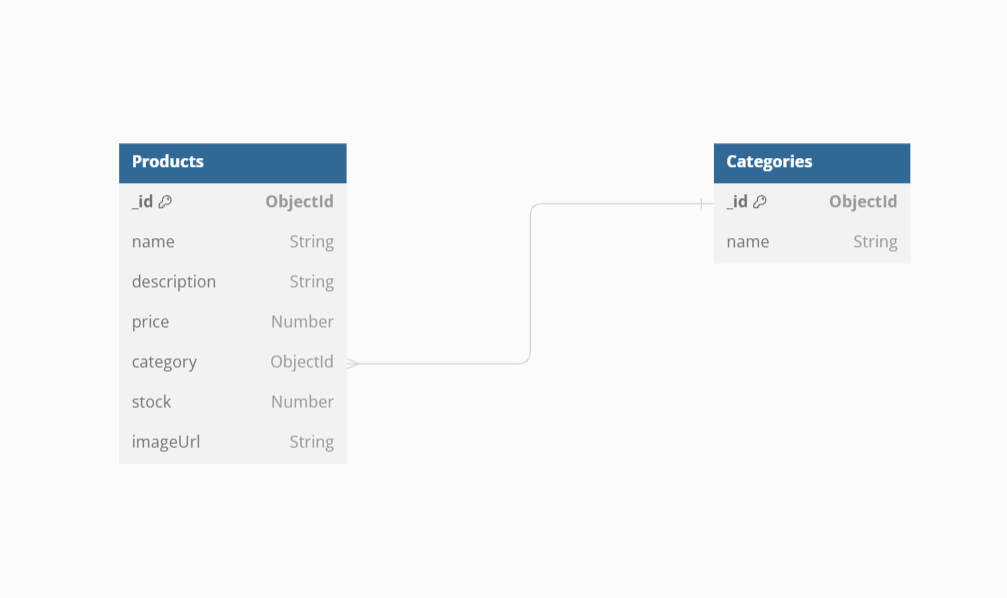 Products
_id ObjectId
name String
description String
price Number
category ObjectId
stock Number
imageUrl String
Categories
_id ObjectId
name String